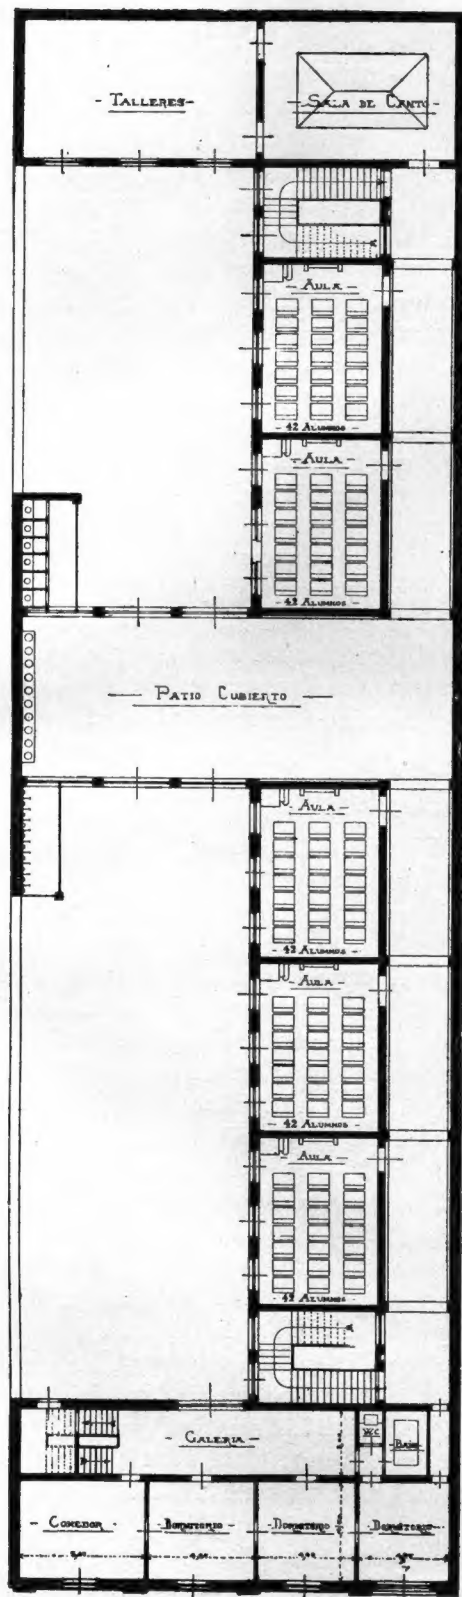 - TALLERES -
- SALA DE CANTO -
- AULA -
- 42 ALUMNOS -
- AULA -
- 42 ALUMNOS -
- PATIO CUBIERTO -
- AULA -
- 42 ALUMNOS -
- AULA -
- 42 ALUMNOS -
- AULA -
- 42 ALUMNOS -
- GALERIA -
WC
BAÑO
- COMEDOR -
- DORMITORIO -
- DORMITORIO -
- DORMITORIO -